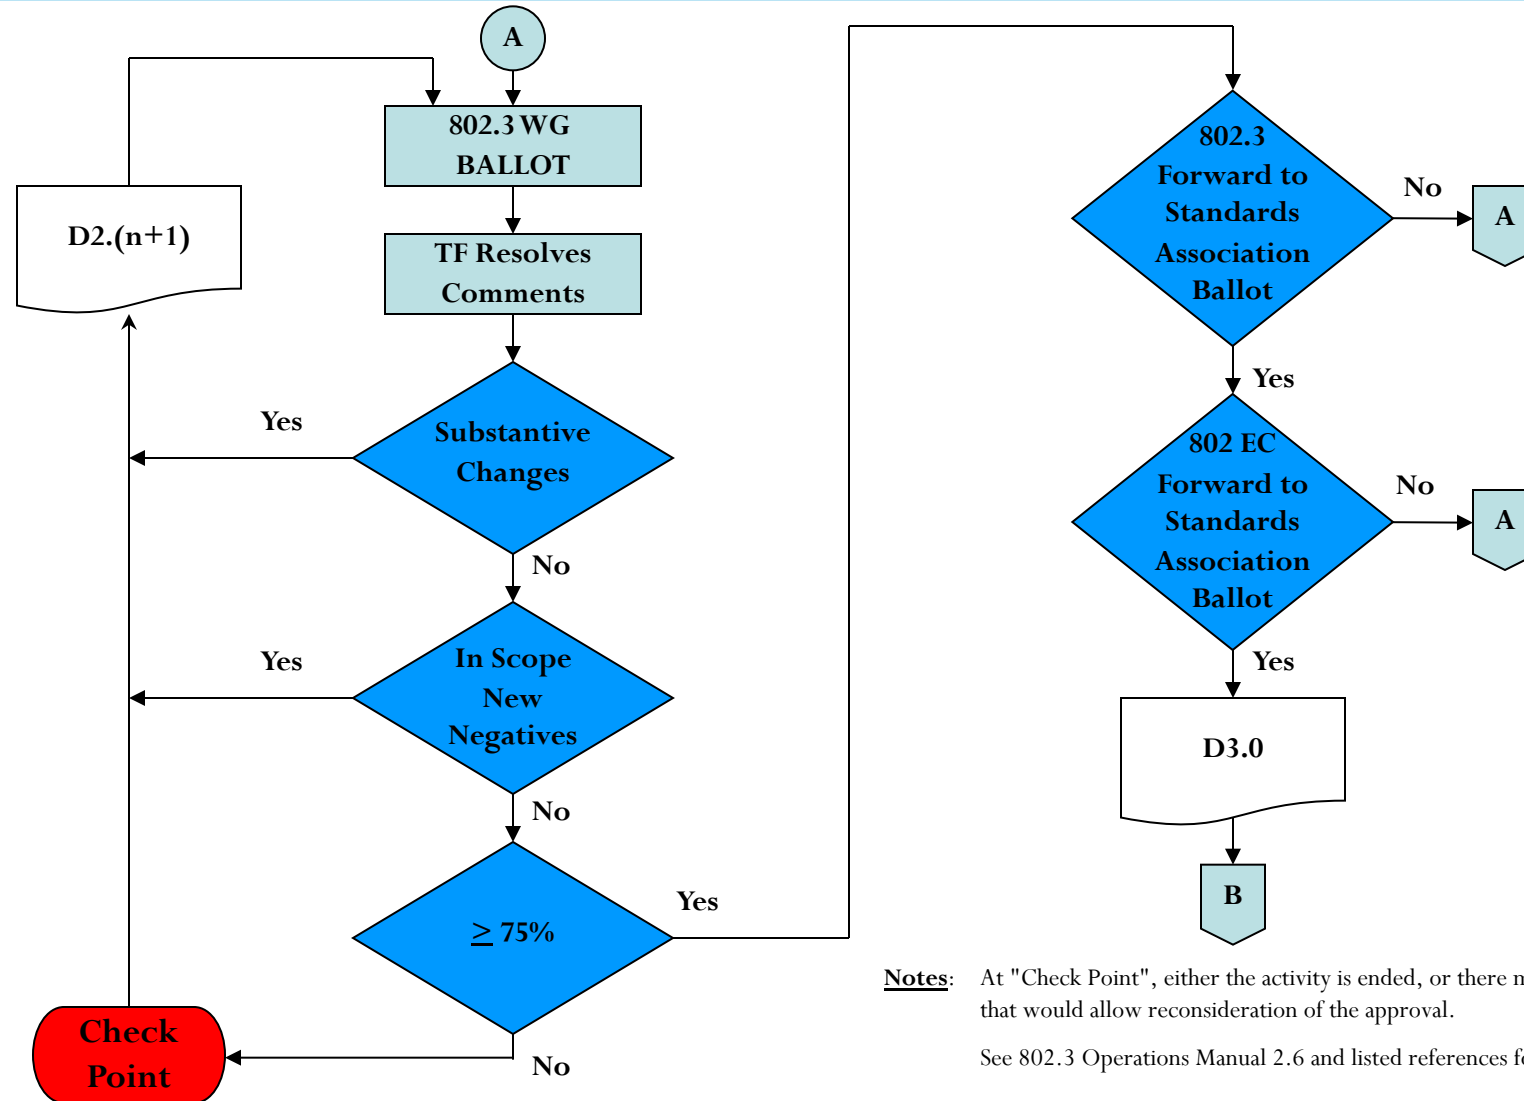 A
802.3 WG
BALLOT
D2.(n+1)
TF Resolves
Comments
Substantive
Changes
Yes
No
In Scope
New
Negatives
Yes
No
≥ 75%
Yes
No
Check
Point
802.3
Forward to
Standards
Association
Ballot
No
A
Yes
802 EC
Forward to
Standards
Association
Ballot
No
A
Yes
D3.0
B
Notes: At "Check Point", either the activity is ended, or there
that would allow reconsideration of the approval.
See 802.3 Operations Manual 2.6 and listed references